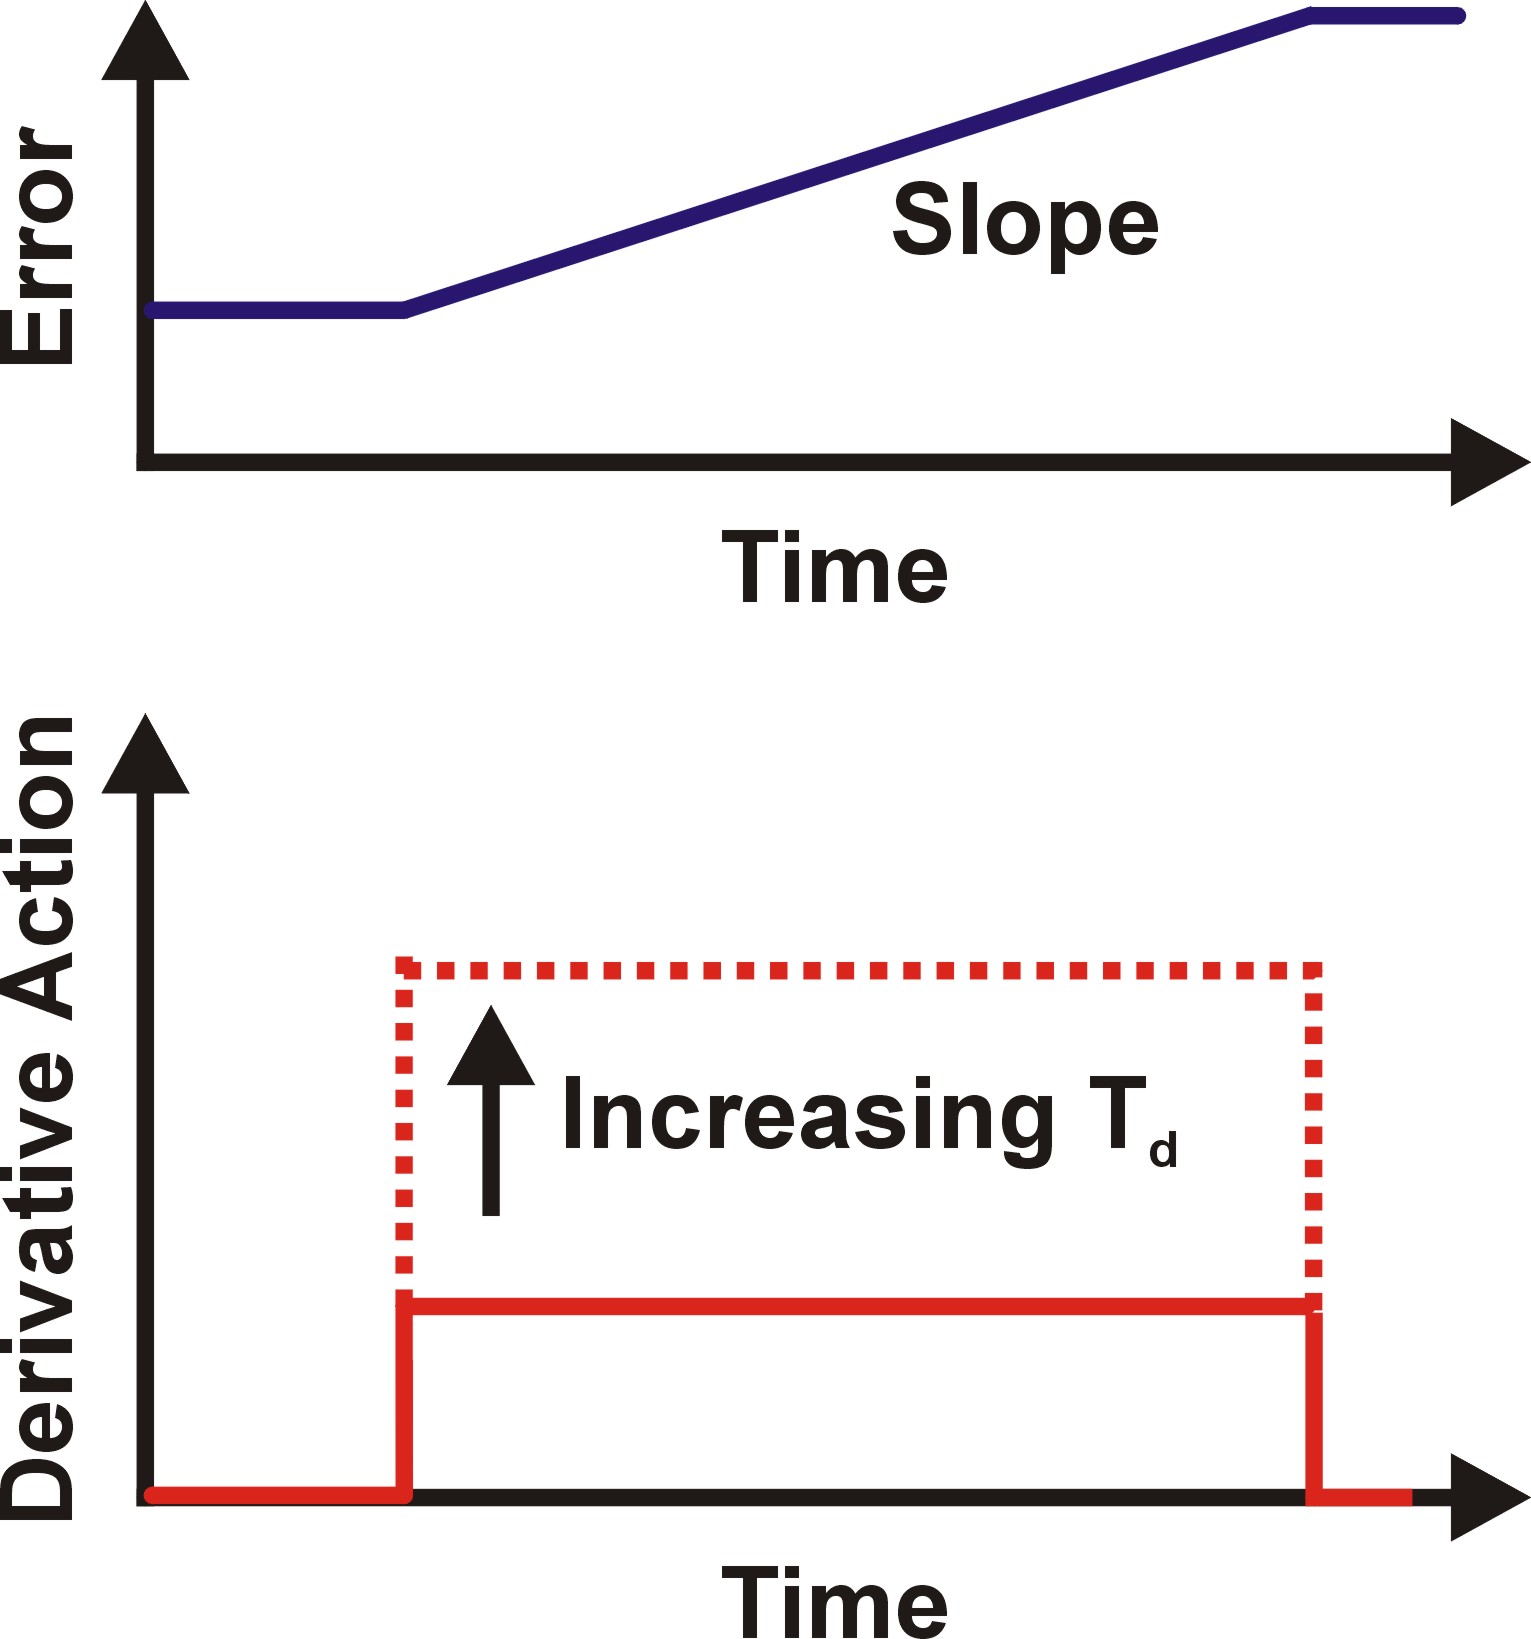 Error
Slope
Time
Derivative Action
Increasing Td
Time